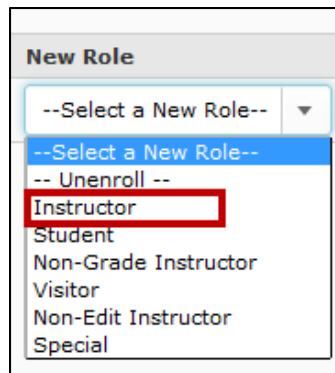 New Role
--Select a New Role--
--Select a New Role--
-- Unenroll --
Instructor
Student
Non-Grade Instructor
Visitor
Non-Edit Instructor
Special